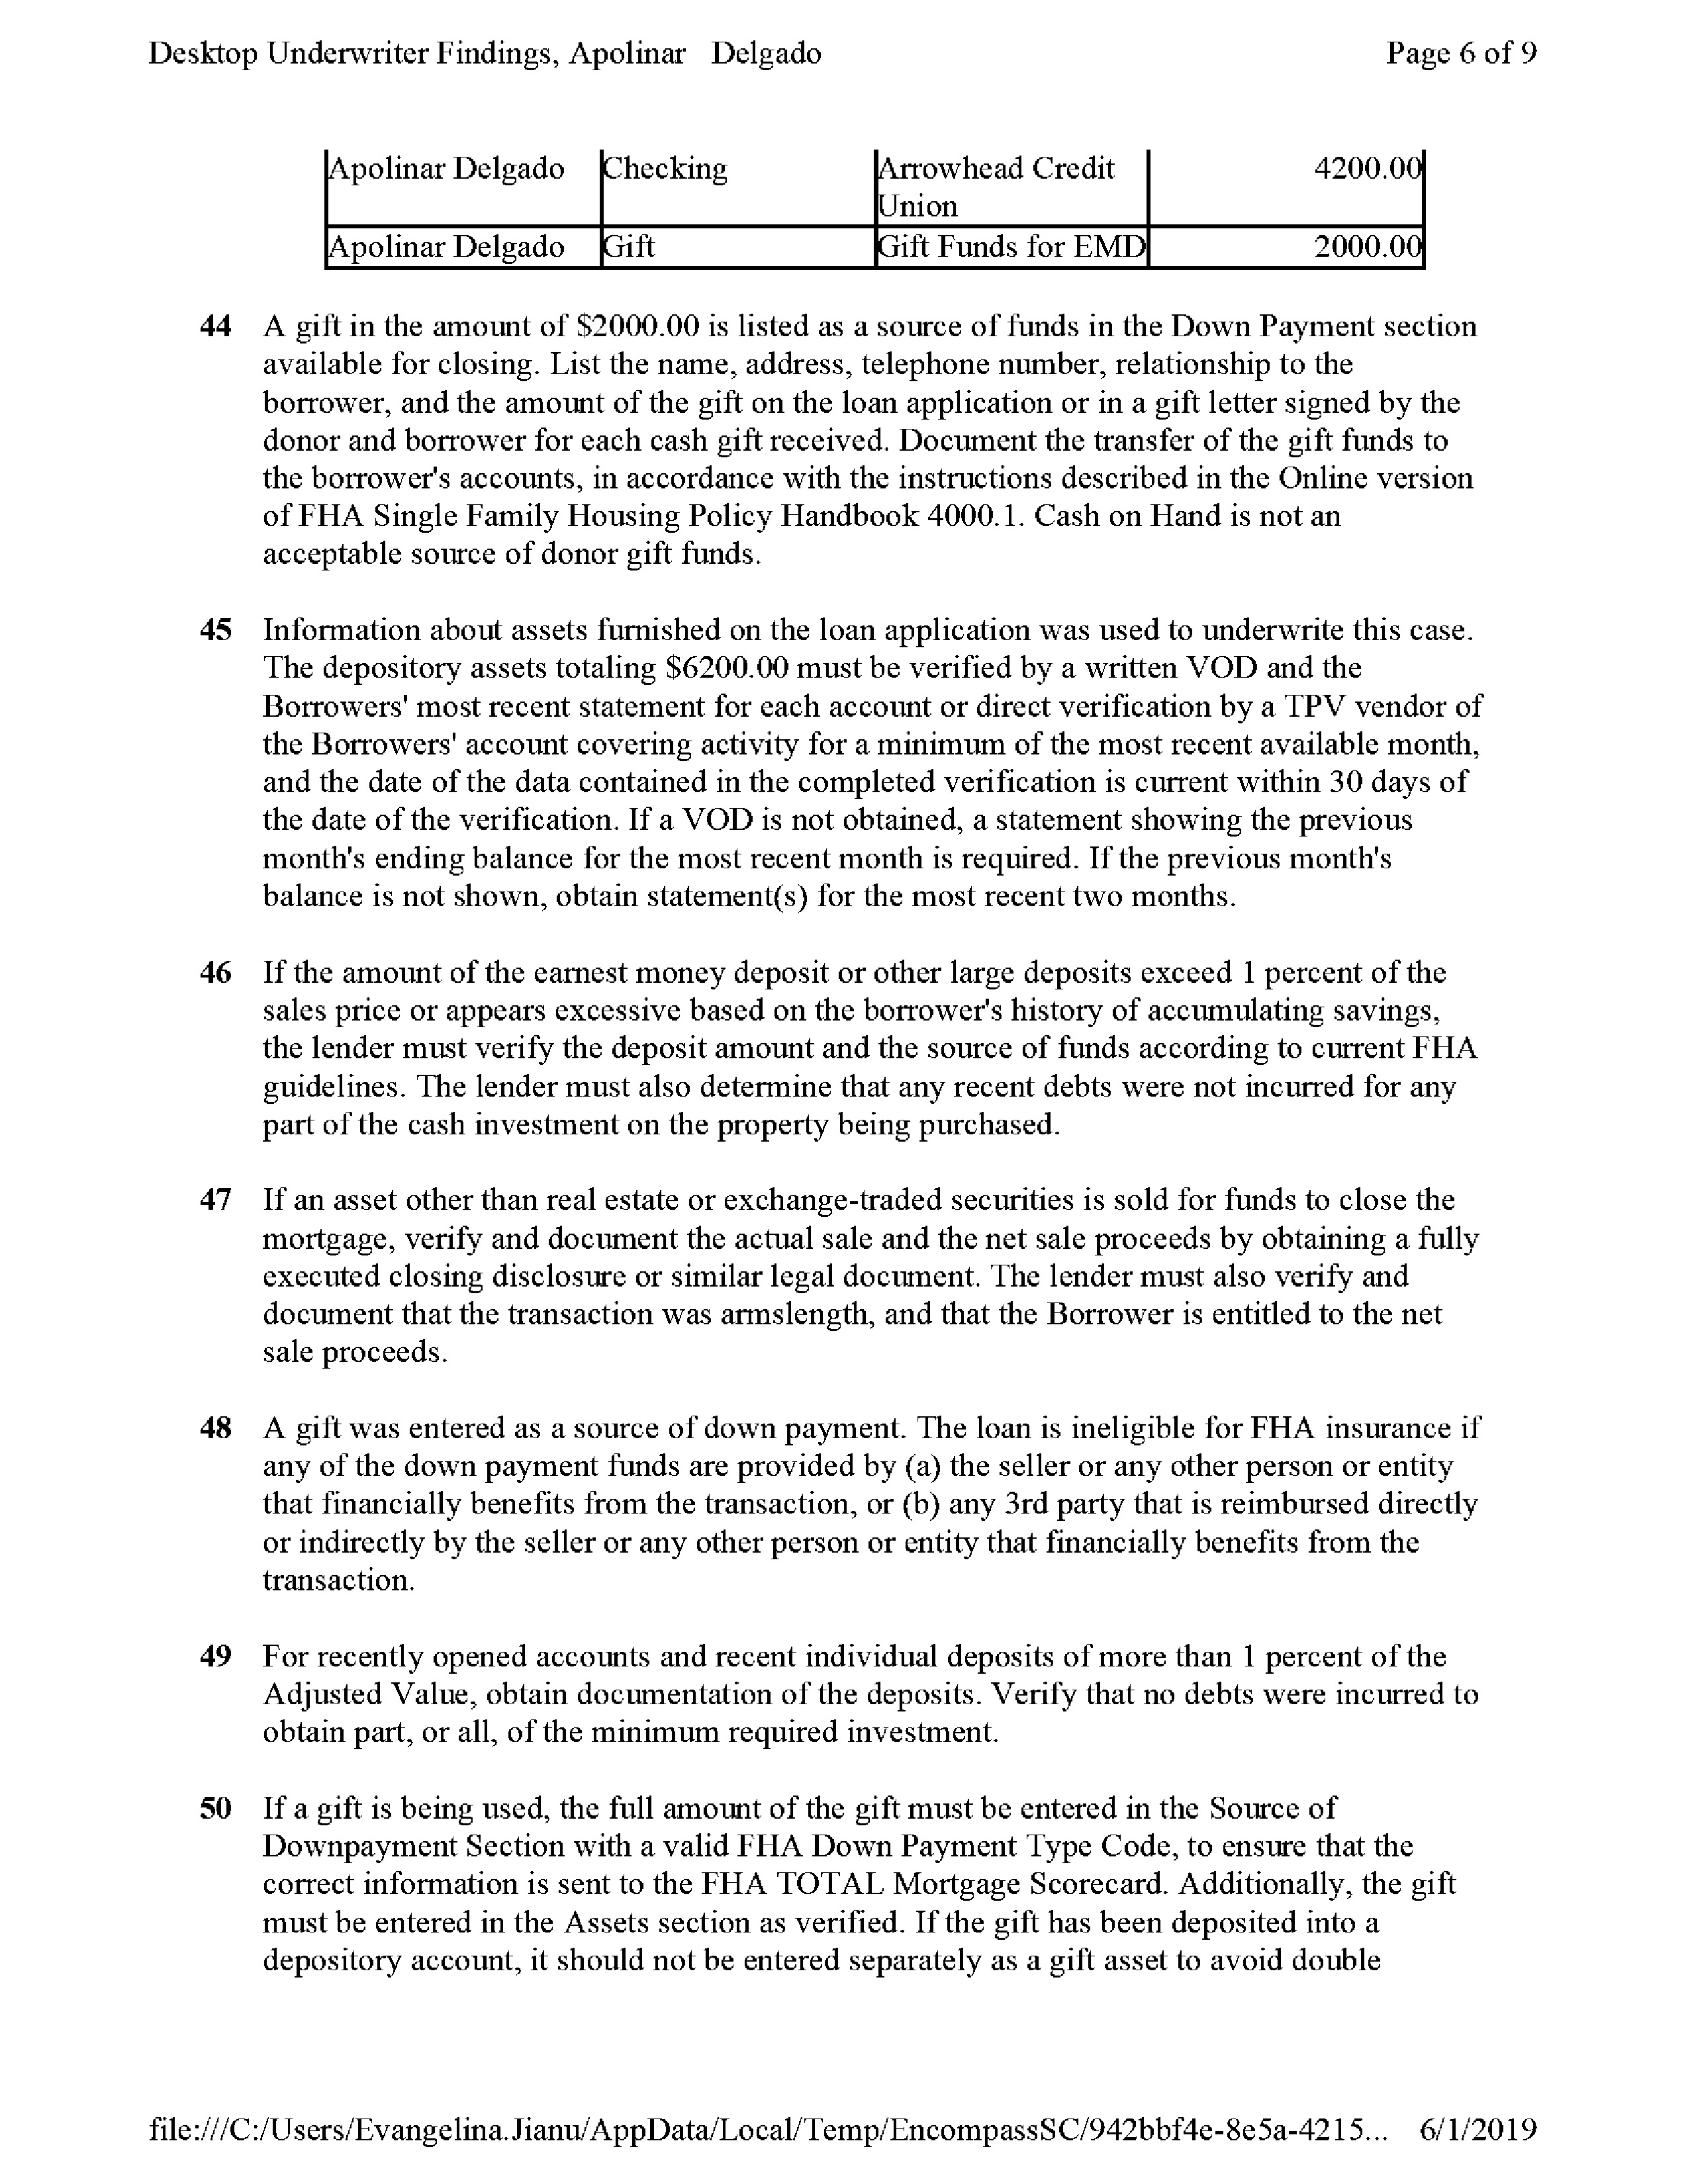 Desktop Underwriter Findings, Apolinar Delgado Page 6 of 9
Apolinar Delgado Checking Arrowhead Credit 4200.00
Union
Apolinar Delgado Gift Gift Funds for EMD 2000.00
44 A gift in the amount of $2000.00 is listed as a source of funds in the Down Payment section
available for closing. List the name, address, telephone number, relationship to the
borrower, and the amount of the gift on the loan application or in a gift letter signed by the
donor and borrower for each cash gift received. Document the transfer of the gift funds to
the borrower's accounts, in accordance with the instructions described in the Online version
of FHA Single Family Housing Policy Handbook 4000.1. Cash on Hand is not an
acceptable source of donor gift funds.
45 Information about assets furnished on the loan application was used to underwrite this case.
The depository assets totaling $6200.00 must be verified by a written VOD and the
Borrowers' most recent statement for each account or direct verification by a TPV vendor of
the Borrowers' account covering activity for a minimum of the most recent available month,
and the date of the data contained in the completed verification is current within 30 days of
the date of the verification. If a VOD is not obtained, a statement showing the previous
month's ending balance for the most recent month is required. If the previous month's
balance is not shown, obtain statement(s) for the most recent two months.
46 If the amount of the earnest money deposit or other large deposits exceed 1 percent of the
sales price or appears excessive based on the borrower's history of accumulating savings,
the lender must verify the deposit amount and the source of funds according to current FHA
guidelines. The lender must also determine that any recent debts were not incurred for any
part of the cash investment on the property being purchased.
47 If an asset other than real estate or exchange-traded securities is sold for funds to close the
mortgage, verify and document the actual sale and the net sale proceeds by obtaining a fully
executed closing disclosure or similar legal document. The lender must also verify and
document that the transaction was armslength, and that the Borrower is entitled to the net
sale proceeds.
48 A gift was entered as a source of down payment. The loan is ineligible for FHA insurance if
any of the down payment funds are provided by (a) the seller or any other person or entity
that financially benefits from the transaction, or (b) any 3rd party that is reimbursed directly
or indirectly by the seller or any other person or entity that financially benefits from the
transaction.
49 For recently opened accounts and recent individual deposits of more than 1 percent of the
Adjusted Value, obtain documentation of the deposits. Verify that no debts were incurred to
obtain part, or all, of the minimum required investment.
50 If a gift is being used, the full amount of the gift must be entered in the Source of
Downpayment Section with a valid FHA Down Payment Type Code, to ensure that the
correct information is sent to the FHA TOTAL Mortgage Scorecard. Additionally, the gift
must be entered in the Assets section as verified. If the gift has been deposited into a
depository account, it should not be entered separately as a gift asset to avoid double
file:///C:/Users/Evangelina.Jianu/AppData/Local/Temp/EncompassSC/942bbf4e-8e5a-4215... 6/1/2019